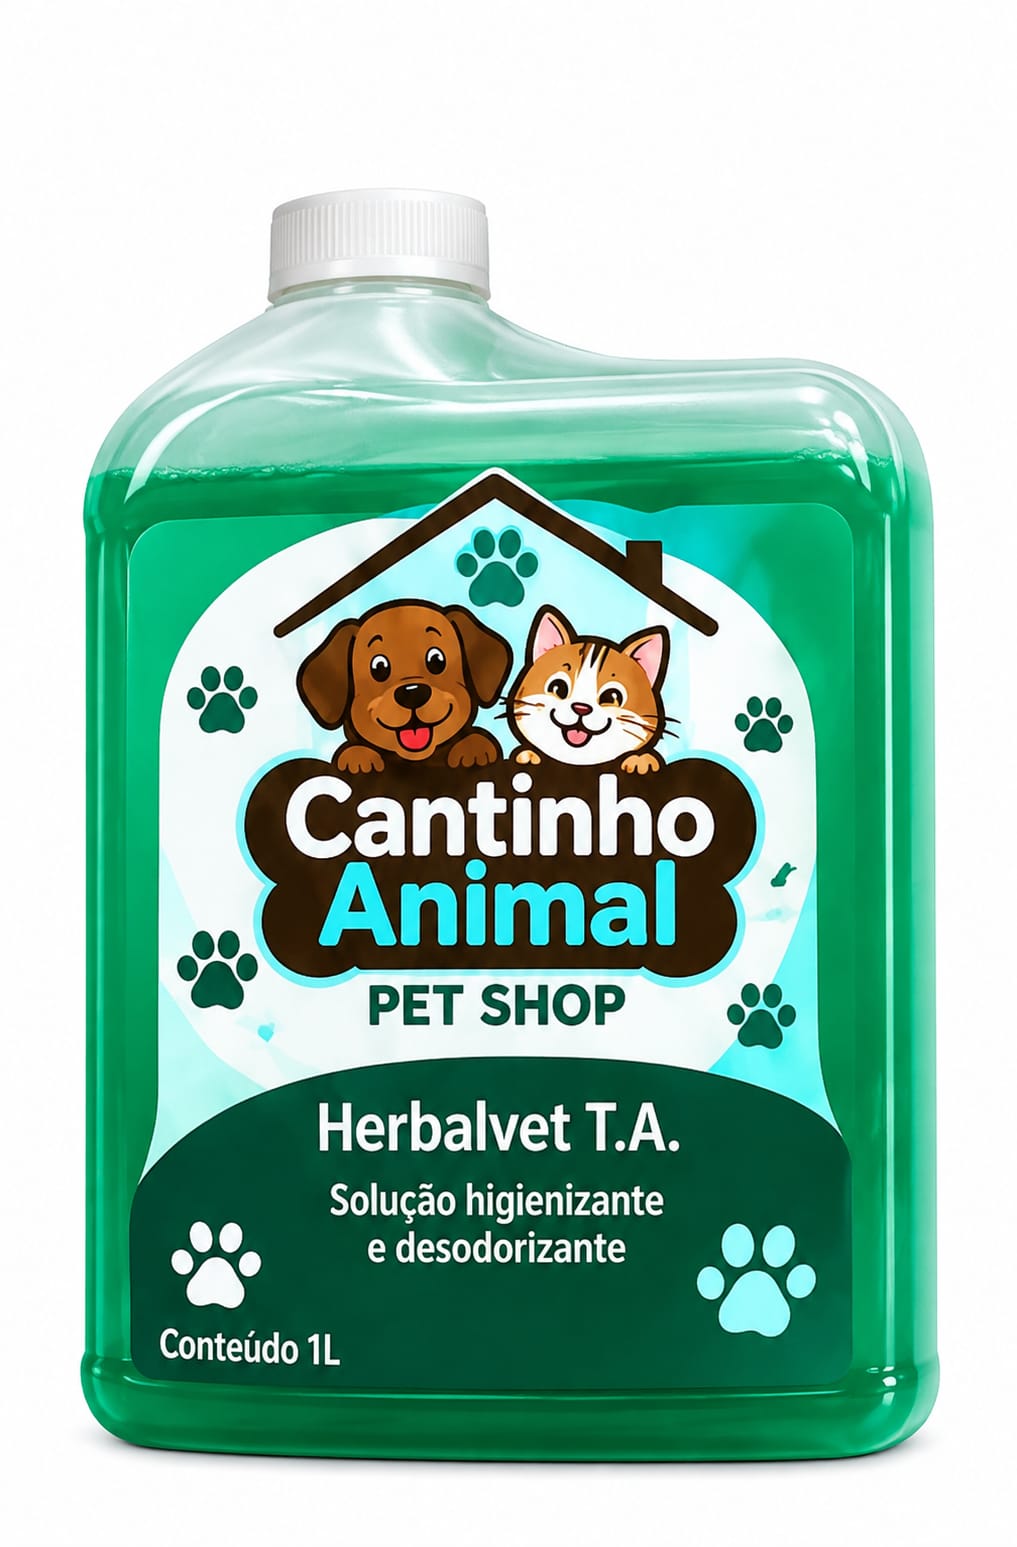 Cantinho
Animal
PET SHOP
Herbalvet T.A.
Solução higienizante
e desodorizante
Conteúdo 1L